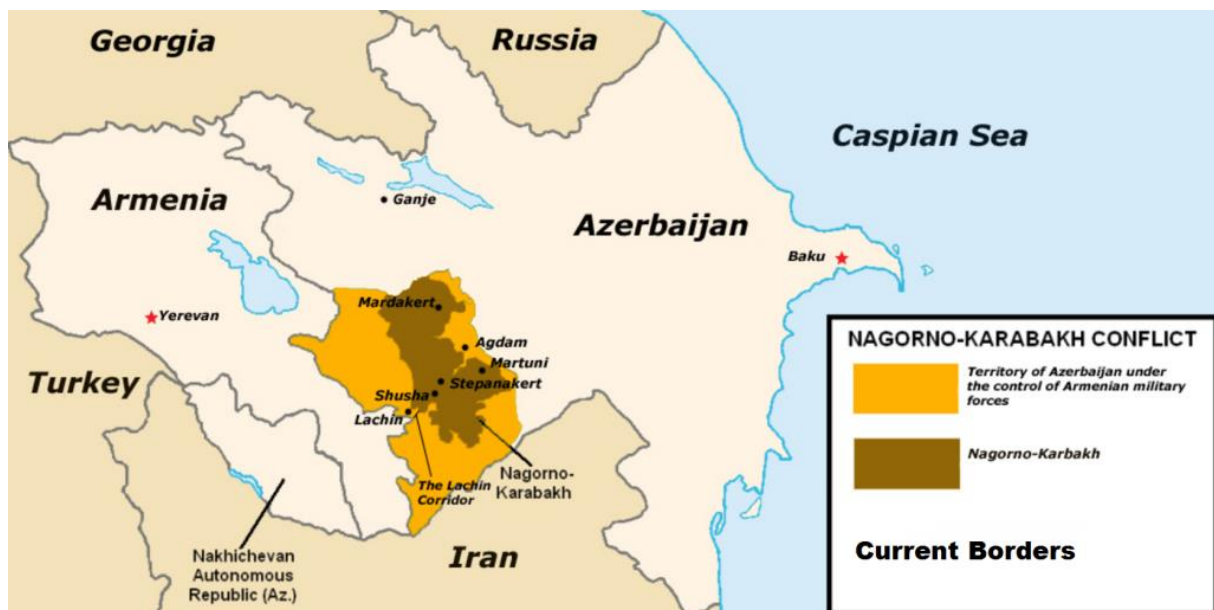 Georgia
Russia
Caspian Sea
Armenia
Ganje
Azerbaijan
Baku
Mardakert
Yerevan
Agdam
Martuni
Turkey
Stepanakert
Shusha
Lachin
Nagorno-
Karabakh
The Lachin
Corridor
Iran
Nakhichevan
Autonomous
Republic (Az.)
NAGORNO-KARABAKH CONFLICT
Territory of Azerbaijan under
the control of Armenian military
forces
Nagorno-Karbakh
Current Borders